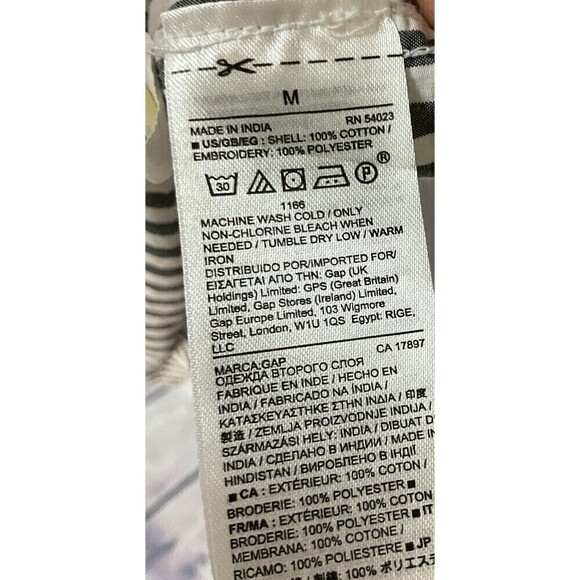 M
MADE IN INDIA RN 54023
■ US/GB/EG : SHELL: 100% COTTON /
EMBROIDERY: 100% POLYESTER
30 P ®
1166
MACHINE WASH COLD / ONLY
NON-CHLORINE BLEACH WHEN
NEEDED / TUMBLE DRY LOW / WARM
IRON
DISTRIBUIDO POR/IMPORTED FOR/
ΕΙΣΑΓΕΤΑΙ ΑΠΟ ΤΗΝ: Gap (UK
Holdings) Limited: GPS (Great Britain)
Limited, Gap Stores (Ireland) Limited,
Gap Europe Limited, 103 Wigmore
Street, London, W1U 1QS Egypt: RIGE,
LLC
MARCA:GAP CA 17897
ОДЕЖДА ВТОРОГО СЛОЯ
FABRIQUE EN INDE / HECHO EN
INDIA / FABRICADO NA ÍNDIA /
ΚΑΤΑΣΚΕΥΑΣΤΗΚΕ ΣΤΗΝ ΙΝΔΙΑ / 印度
製造 / ZEMLJA PROIZVODNJE INDIJA /
SZÁRMAZÁSI HELY: INDIA / DIBUAT D
INDIA / СДЕЛАНО В ИНДИИ / MADE IN
HINDISTAN / ВИРОБЛЕНО В ІНДІЇ
■ CA : EXTÉRIEUR: 100% COTON /
BRODERIE: 100% POLYESTER
FR/MA : EXTÉRIEUR: 100% COTON
BRODERIE: 100% POLYESTER ■ IT
MEMBRANA: 100% COTONE /
RICAMO: 100% POLIESTERE ■ JP
100% ポリエステ